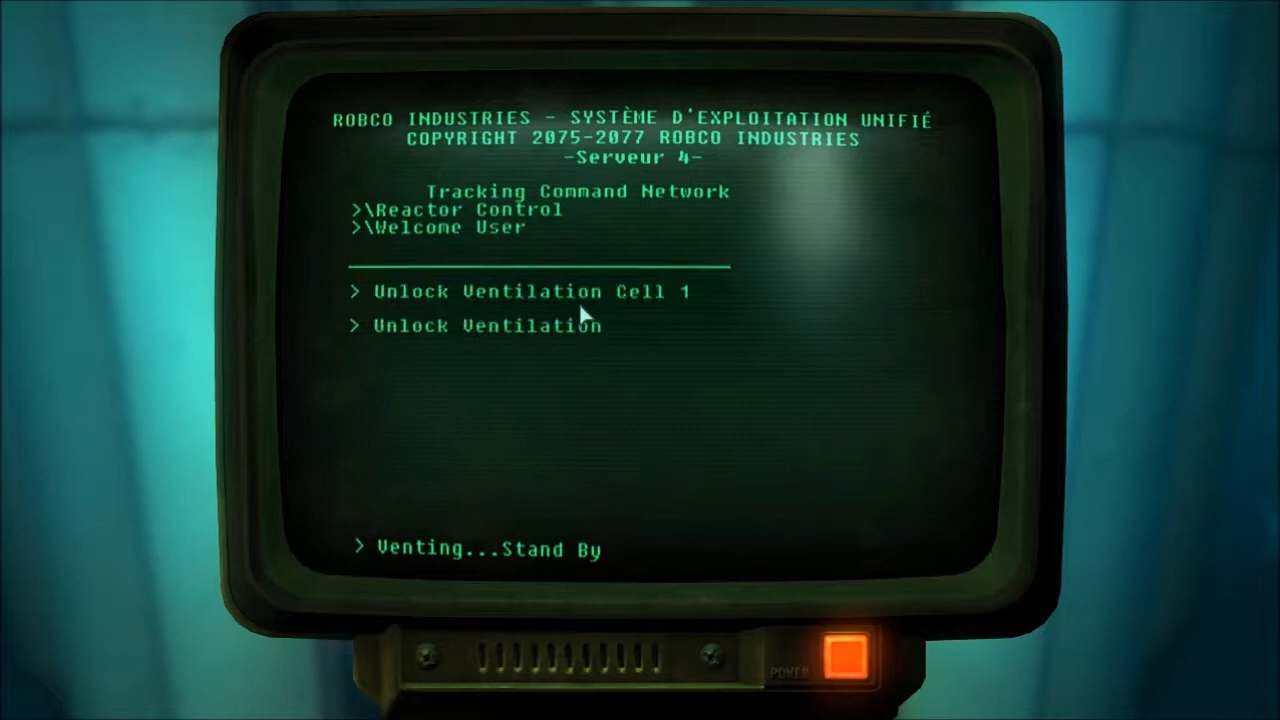 ROBCO INDUSTRIES - SYSTÈME D'EXPLOITATION UNIFIÉ
COPYRIGHT 2075-2077 ROBCO INDUSTRIES
-Serveur 4-
Tracking Command Network
>\Reactor Control
>\Welcome User
> Unlock Ventilation Cell 1
> Unlock Ventilation
> Venting...Stand By
POWER